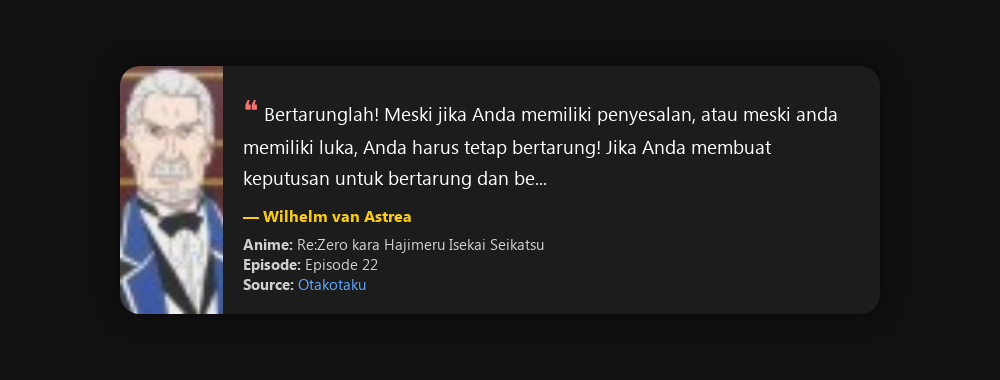 ❝ Bertarunglah! Meski jika Anda memiliki penyesalan, atau meski anda
memiliki luka, Anda harus tetap bertarung! Jika Anda membuat
keputusan untuk bertarung dan be...
— Wilhelm van Astrea
Anime: Re:Zero kara Hajimeru Isekai Seikatsu
Episode: Episode 22
Source: Otakotaku